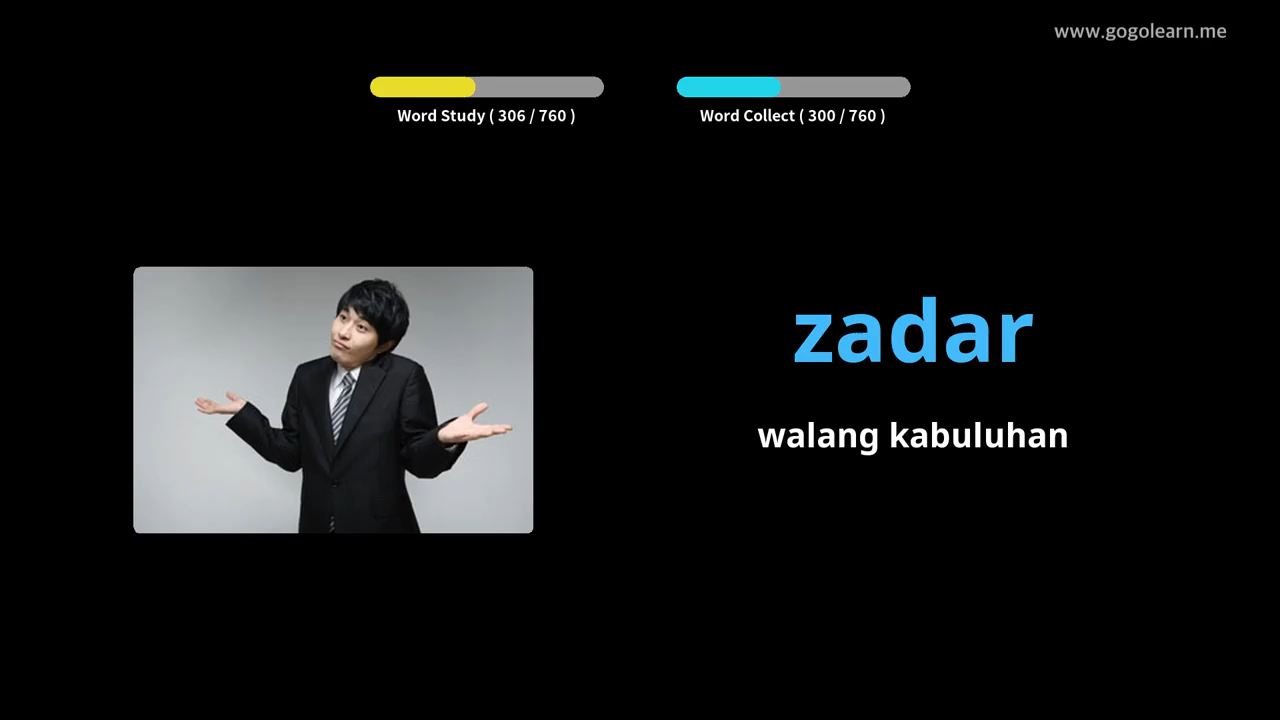 www.gogolearn.me
Word Study ( 306 / 760 )
Word Collect ( 300 / 760 )
zadar
walang kabuluhan